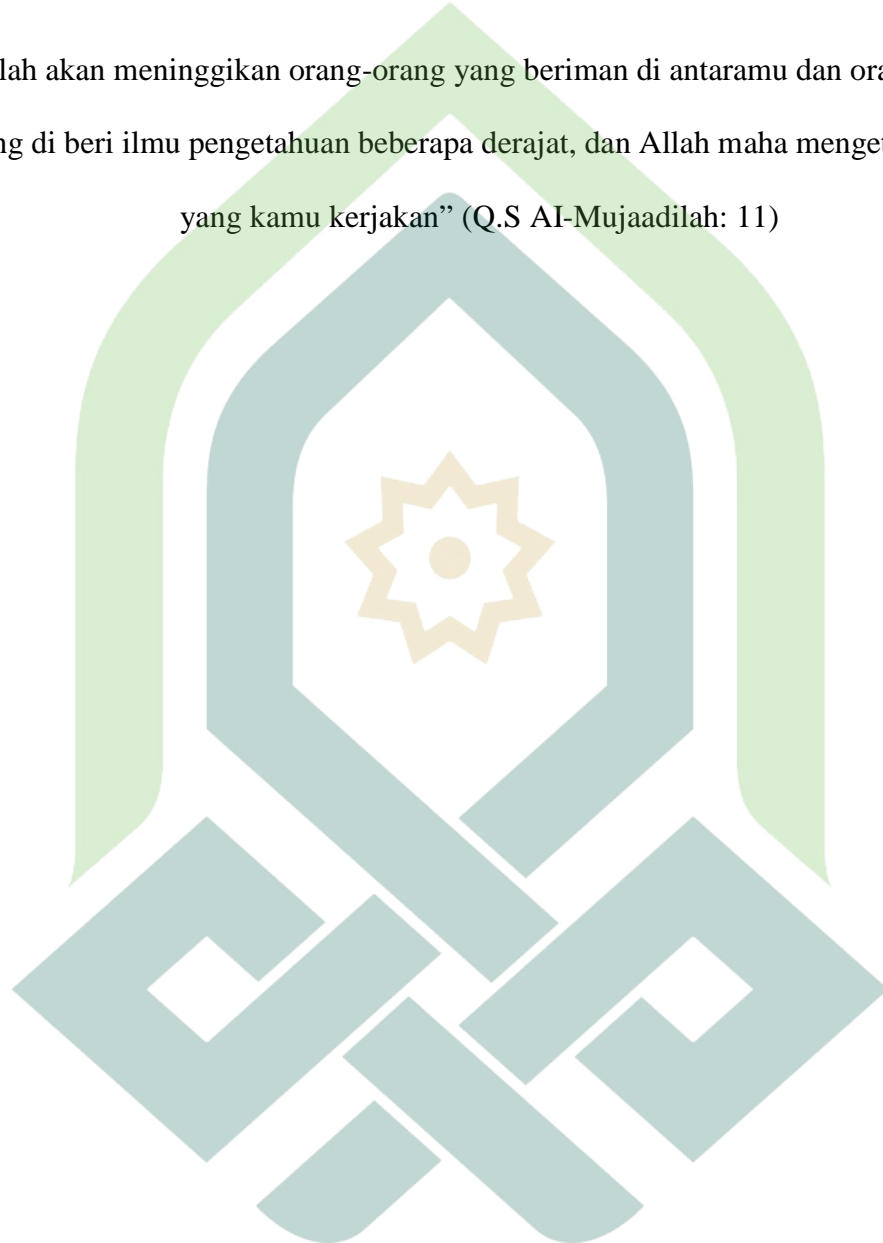 lah akan meninggikan orang-orang yang beriman di antaramu dan ora
ng di beri ilmu pengetahuan beberapa derajat, dan Allah maha menget
yang kamu kerjakan” (Q.S AI-Mujaadilah: 11)